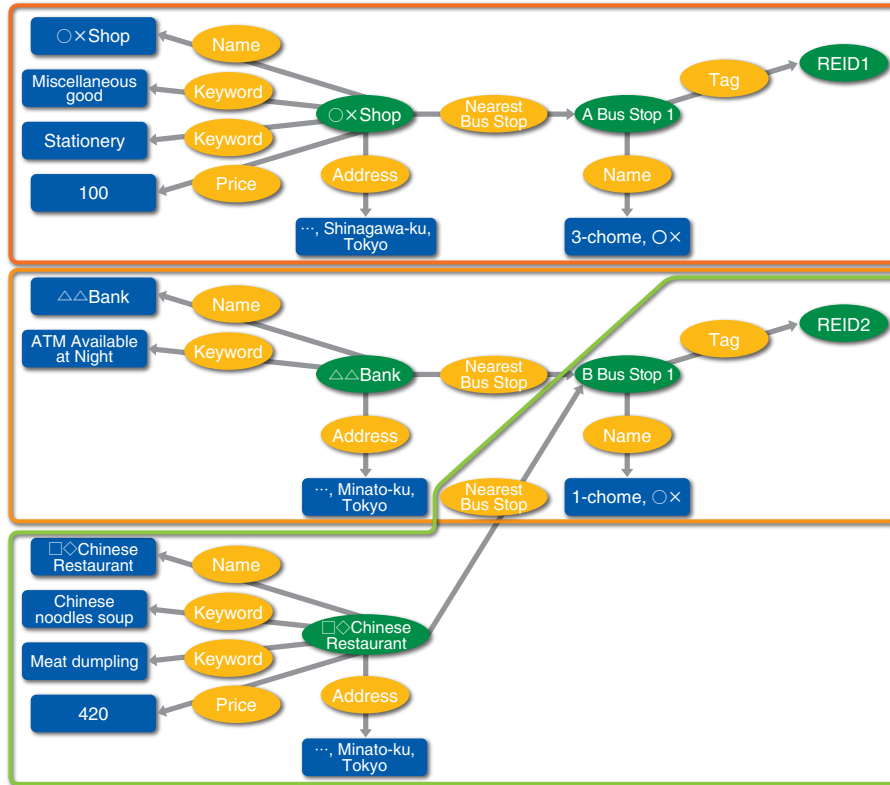 ○×Shop
Name
Miscellaneous
good
Keyword
Stationery
Keyword
100
Price
○×Shop
Nearest
Bus Stop
A Bus Stop 1
Tag
REID1
Address
…, Shinagawa-ku,
Tokyo
Name
3-chome, ○×
△△Bank
Name
ATM Available
at Night
Keyword
△△Bank
Nearest
Bus Stop
B Bus Stop 1
Tag
REID2
Address
…, Minato-ku,
Tokyo
Name
1-chome, ○×
Nearest
Bus Stop
□◇Chinese
Restaurant
Name
Chinese
noodles soup
Keyword
Meat dumpling
Keyword
420
Price
□◇Chinese
Restaurant
Address
…, Minato-ku,
Tokyo